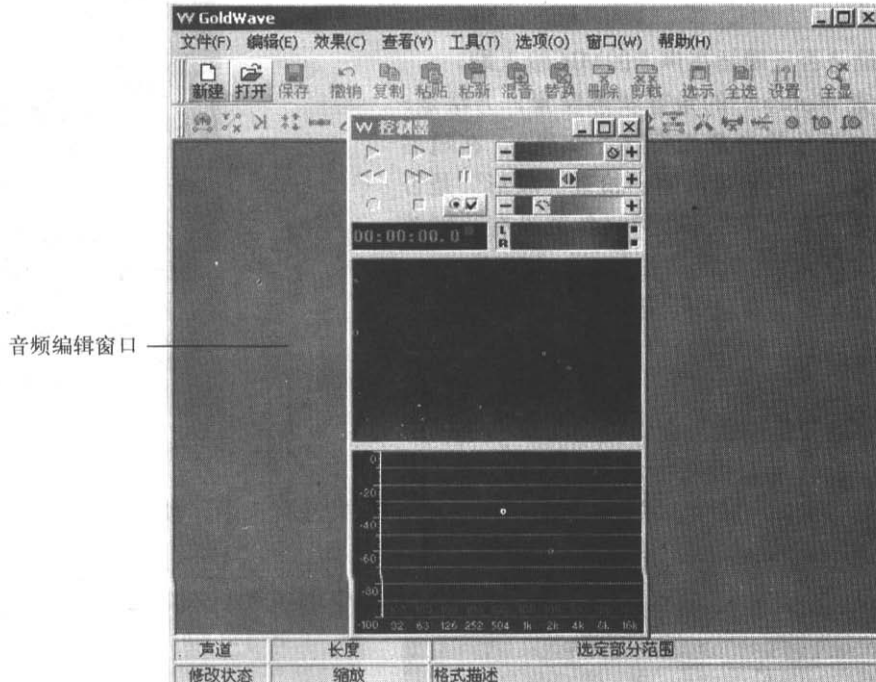 GoldWave
文件(F) 编辑(E) 效果(C) 查看(V) 工具(T) 选项(O) 窗口(W) 帮助(H)
新建 打开 保存 撤销 复制 粘贴 粘新 混音 替换 删除 剪裁 选示 全选 设置 全显
控制器
00:00:00.0
L
R
音频编辑窗口
0
-20
-40
-60
-80
-100 32 63 126 252 504 1k 2k 4k 8k 16k
声道 长度 选定部分范围
修改状态 缩放 格式描述